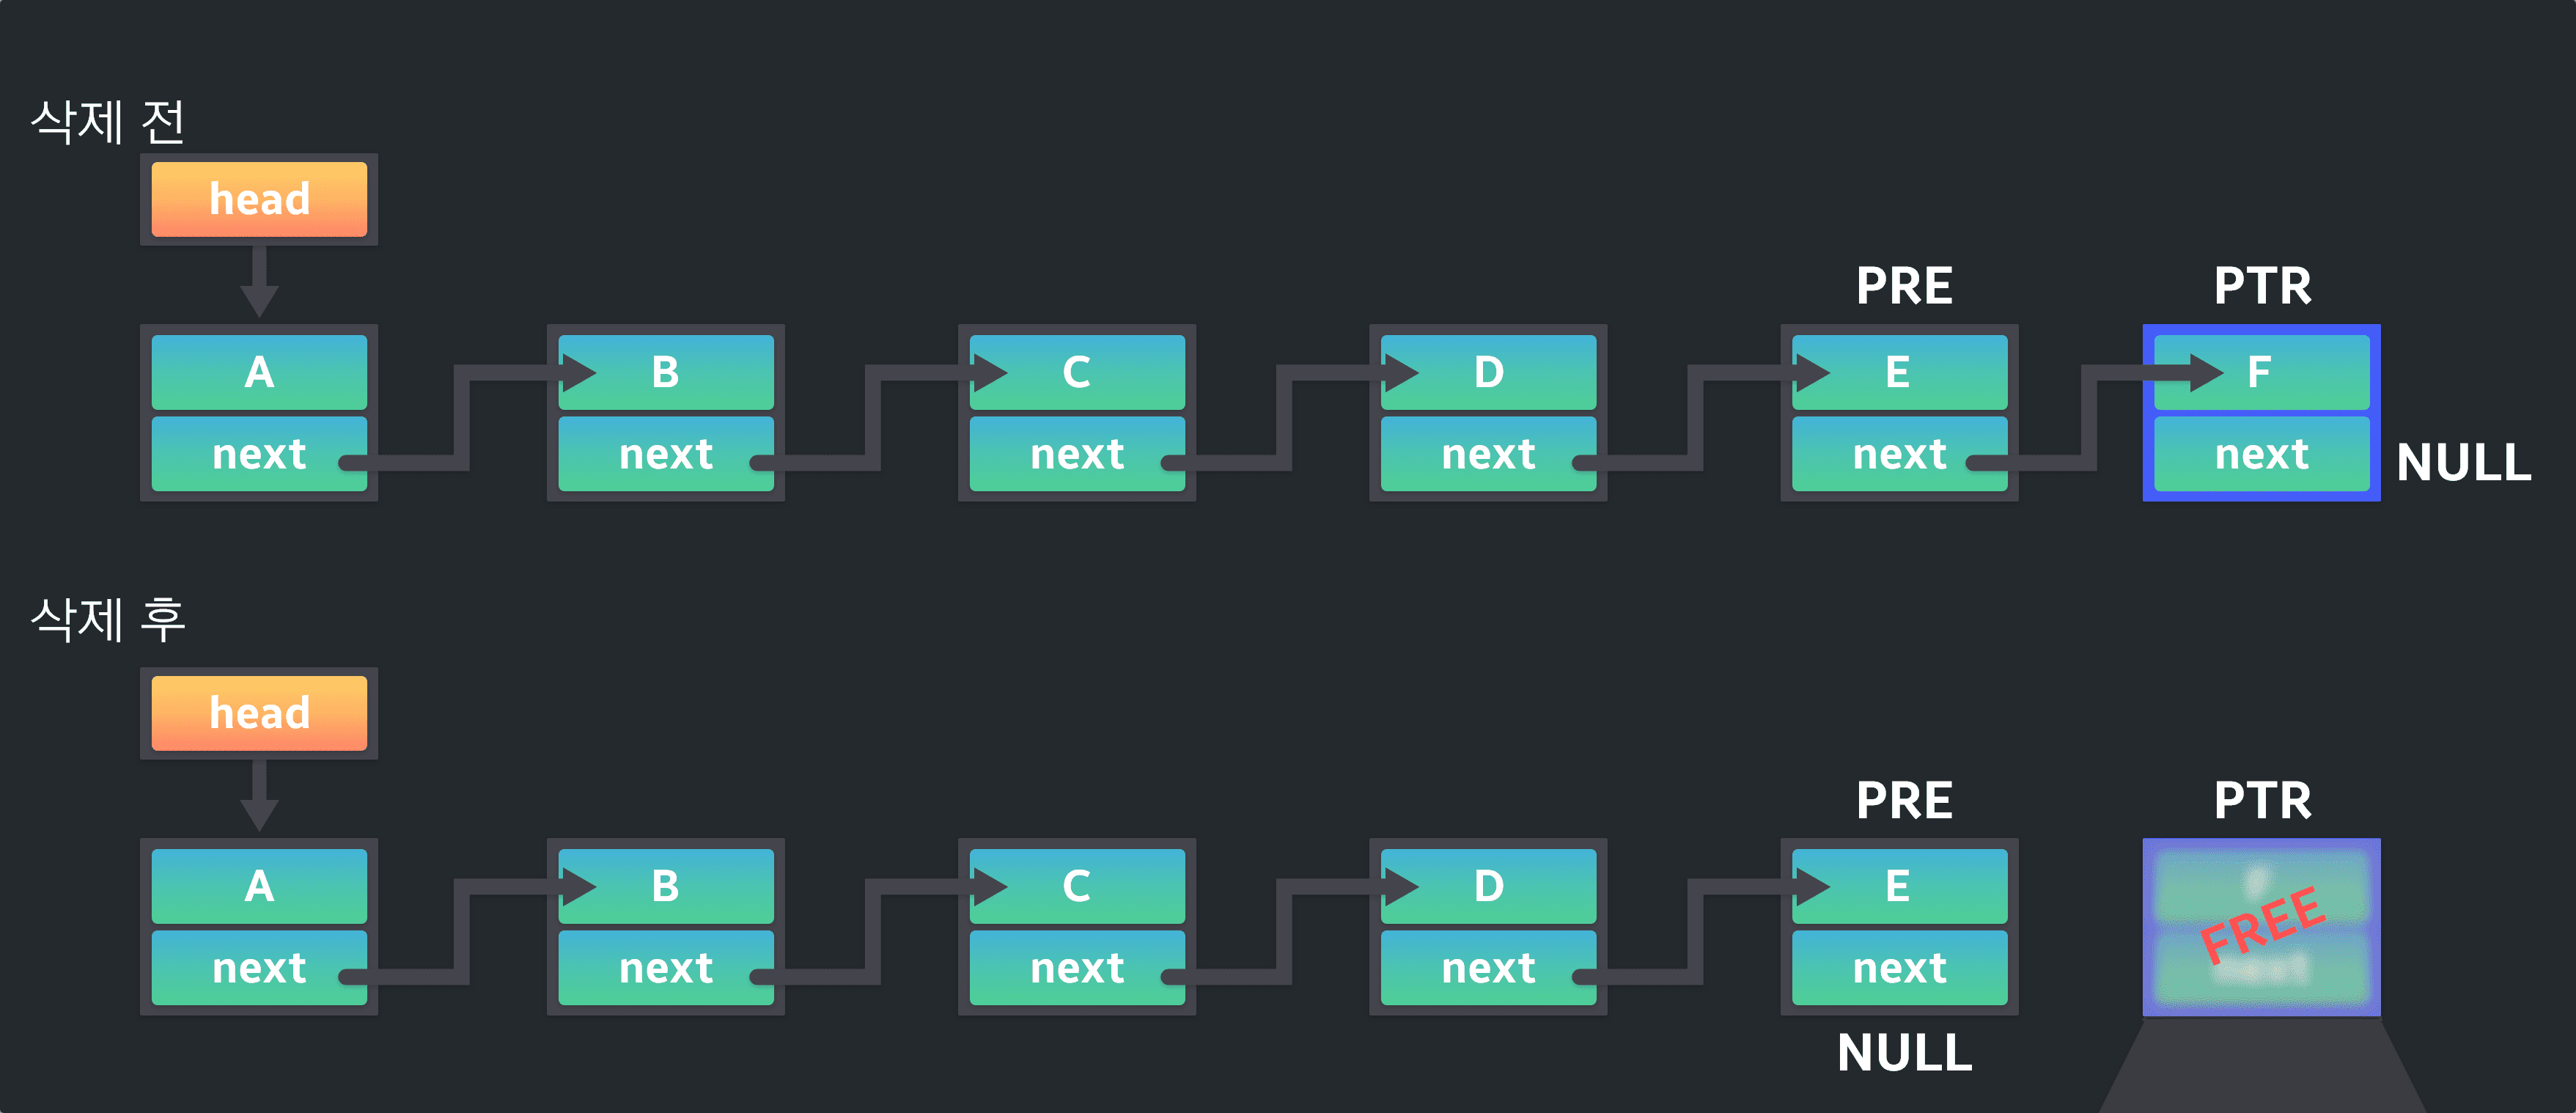 삭제 전
head
PRE PTR
A B C D E F
next next next next next next NULL
삭제 후
head
PRE PTR
A B C D E
FREE
next next next next next
NULL